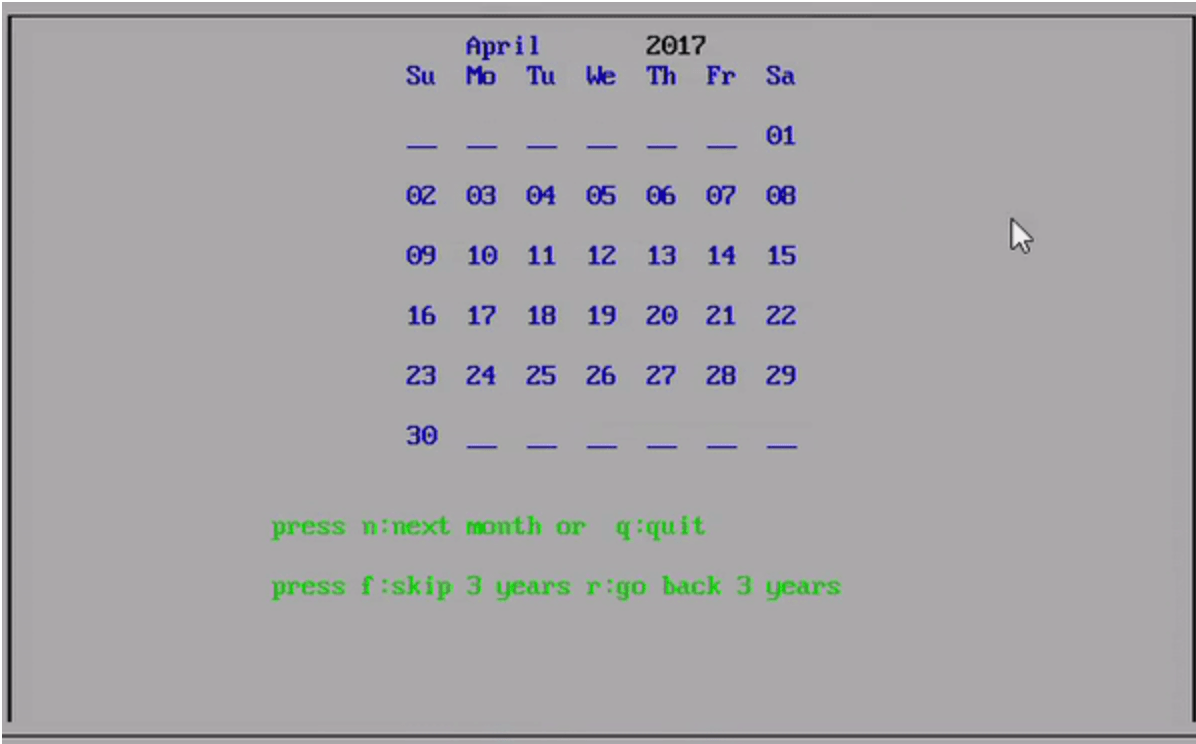 April 2017
Su Mo Tu We Th Fr Sa
__ __ __ __ __ __ 01
02 03 04 05 06 07 08
09 10 11 12 13 14 15
16 17 18 19 20 21 22
23 24 25 26 27 28 29
30 __ __ __ __ __ __
press n:next month or  q:quit
press f:skip 3 years r:go back 3 years